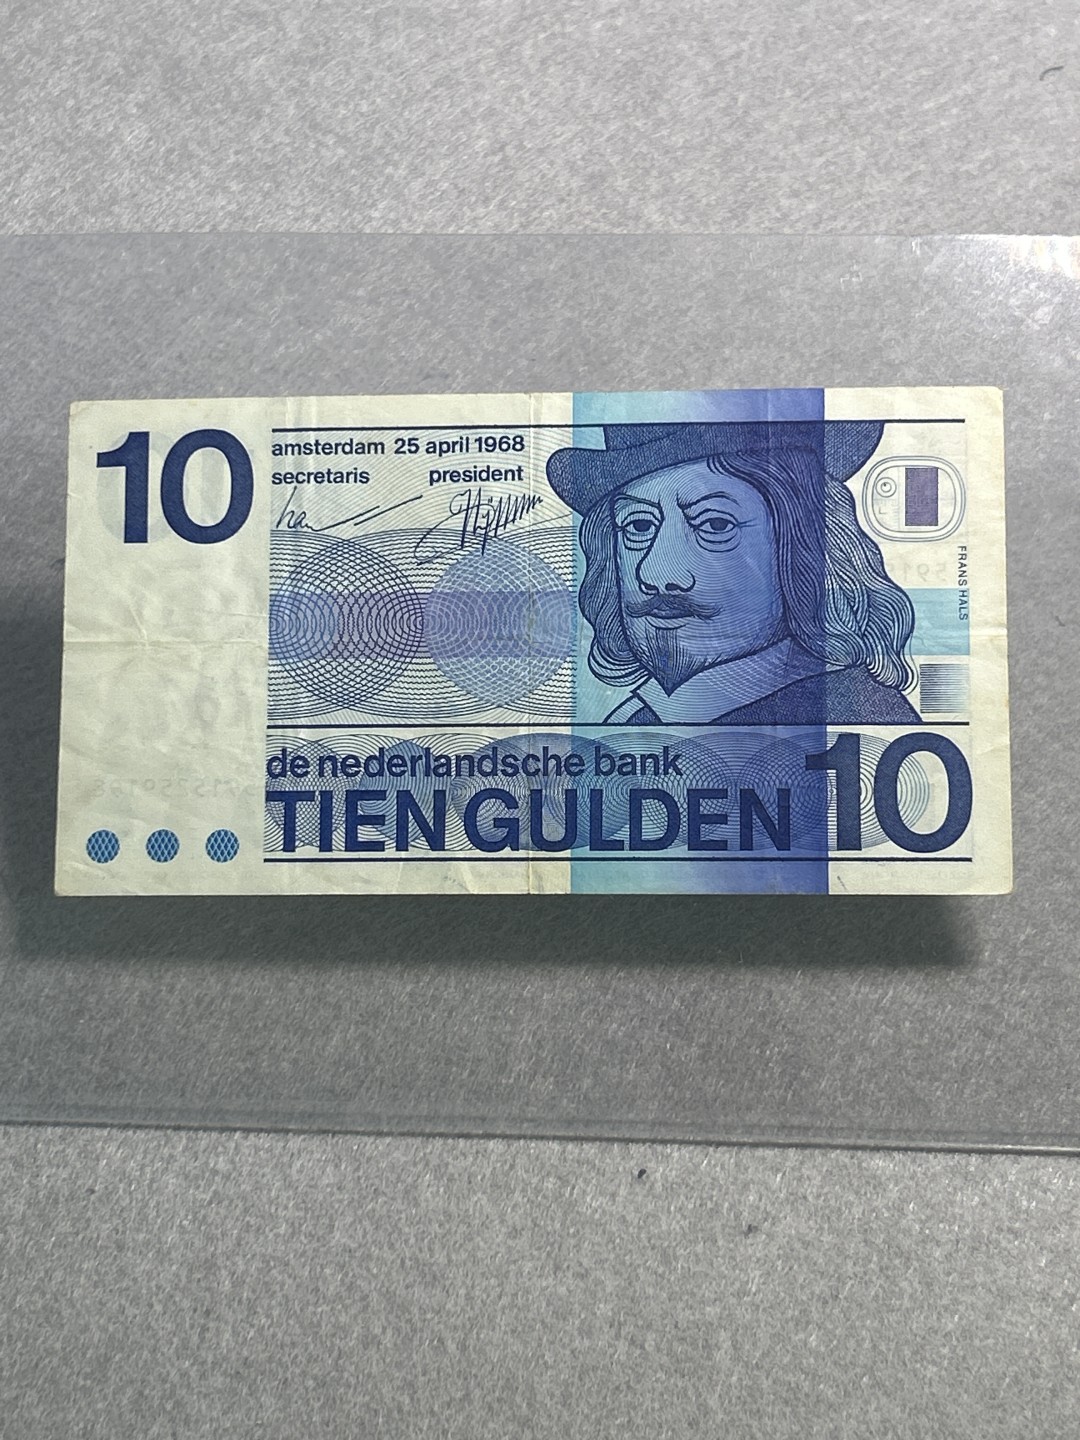 10
amsterdam 25 april 1968
secretaris president
FRANS HALS
de nederlandsche bank
TIEN GULDEN 10